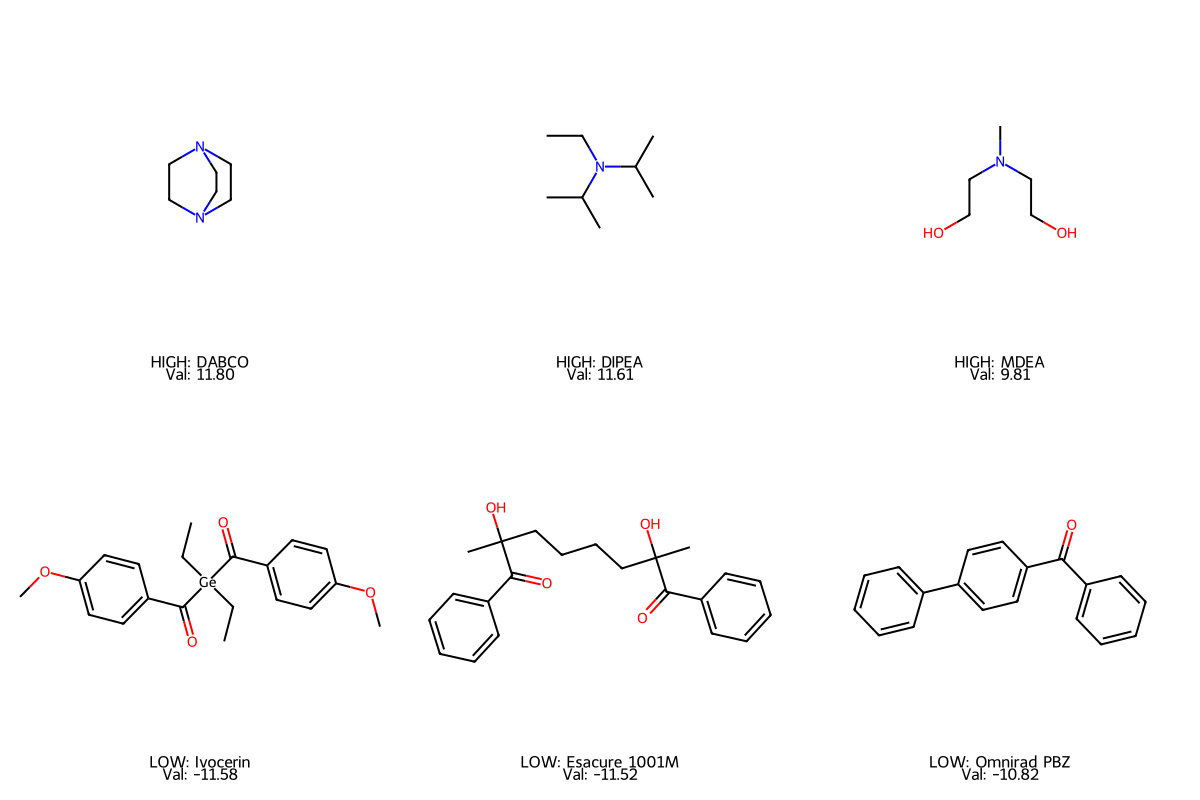 N
N
HIGH: DABCO
Val: 11.80
N
HIGH: DIPEA
Val: 11.61
N
HO
OH
HIGH: MDEA
Val: 9.81
O
O
Ge
O
O
LOW: Ivocerin
Val: -11.58
OH
OH
O
O
LOW: Esacure 1001M
Val: -11.52
O
LOW: Omnirad PBZ
Val: -10.82